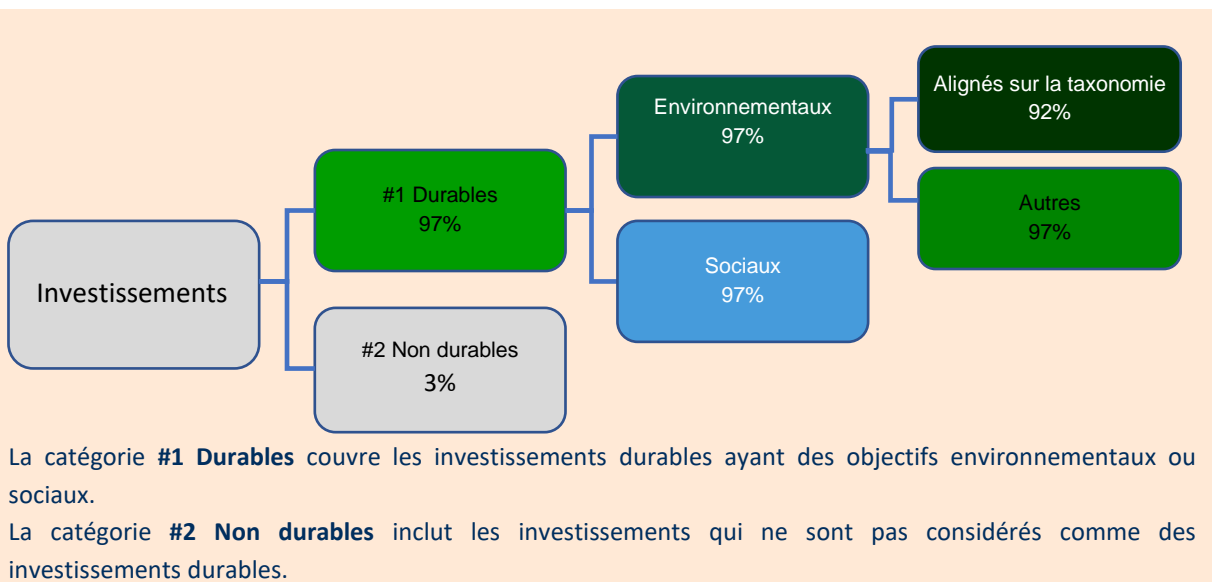 Investissements
#1 Durables
97%
#2 Non durables
3%
Environnementaux
97%
Sociaux
97%
Alignés sur la taxonomie
92%
Autres
97%
La catégorie #1 Durables couvre les investissements durables ayant des objectifs environnementaux ou
sociaux.
La catégorie #2 Non durables inclut les investissements qui ne sont pas considérés comme des
investissements durables.